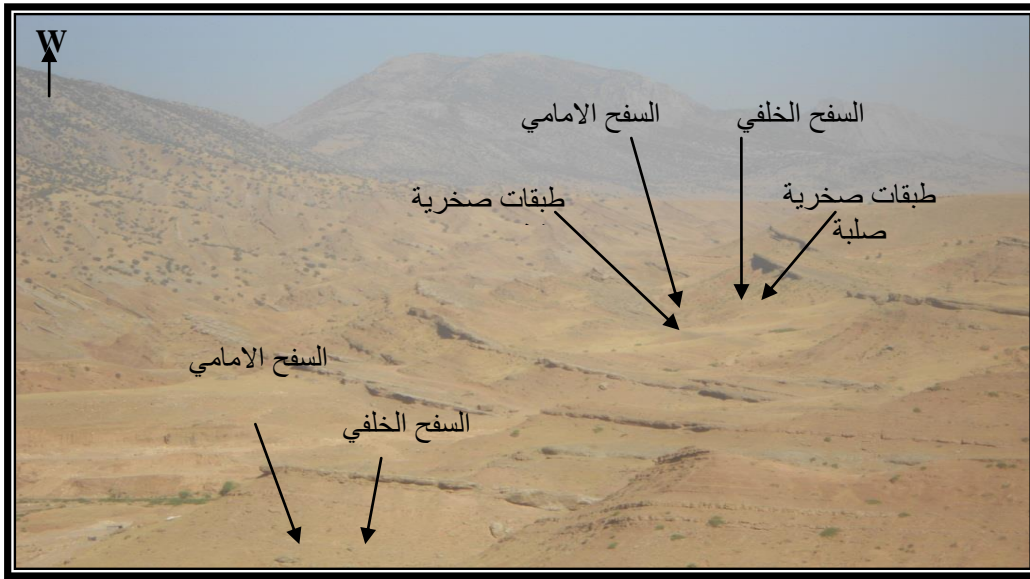 W
السفح الامامي
السفح الخلفي
طبقات صخرية
طبقات صخرية
صلبة
السفح الامامي
السفح الخلفي